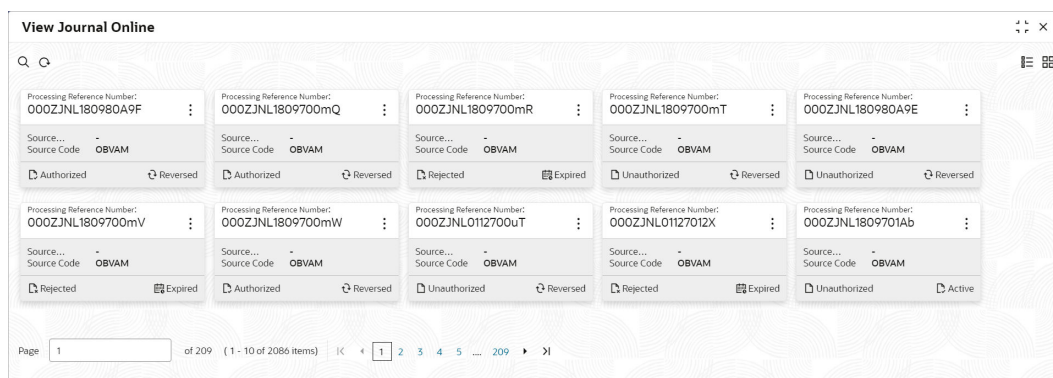 View Journal Online
Processing Reference Number: Processing Reference Number: Processing Reference Number: Processing Reference Number: Processing Reference Number:
000ZJNL180980A9F 000ZJNL1809700mQ 000ZJNL1809700mR 000ZJNL1809700mT 000ZJNL180980A9E
Source... - Source... - Source... - Source... - Source... -
Source Code OBVAM Source Code OBVAM Source Code OBVAM Source Code OBVAM Source Code OBVAM
Authorized Reversed Authorized Reversed Rejected Expired Unauthorized Reversed Unauthorized Reversed
Processing Reference Number: Processing Reference Number: Processing Reference Number: Processing Reference Number: Processing Reference Number:
000ZJNL1809700mV 000ZJNL1809700mW 000ZJNL0112700uT 000ZJNL01127012X 000ZJNL1809701Ab
Source... - Source... - Source... - Source... - Source... -
Source Code OBVAM Source Code OBVAM Source Code OBVAM Source Code OBVAM Source Code OBVAM
Rejected Expired Authorized Reversed Unauthorized Reversed Rejected Expired Unauthorized Active
Page 1 of 209 (1 - 10 of 2086 items) 1 2 3 4 5 .... 209